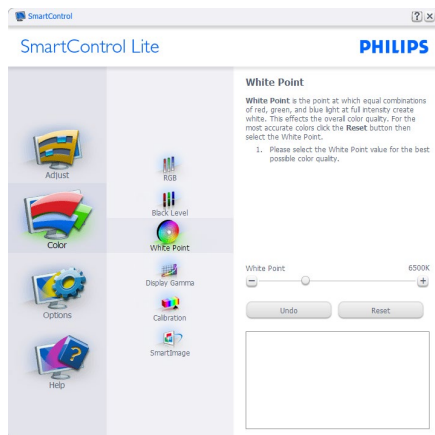 SmartControl
SmartControl Lite
PHILIPS
Adjust
Color
Options
Help
RGB
Black Level
White Point
Display Gamma
Calibration
SmartImage
White Point
White Point is the point at which equal combinations
of red, green, and blue light at full intensity create
white. This effects the overall color quality. For the
most accurate colors click the Reset button then
select the White Point.
1. Please select the White Point value for the best
possible color quality.
White Point 6500K
Undo Reset